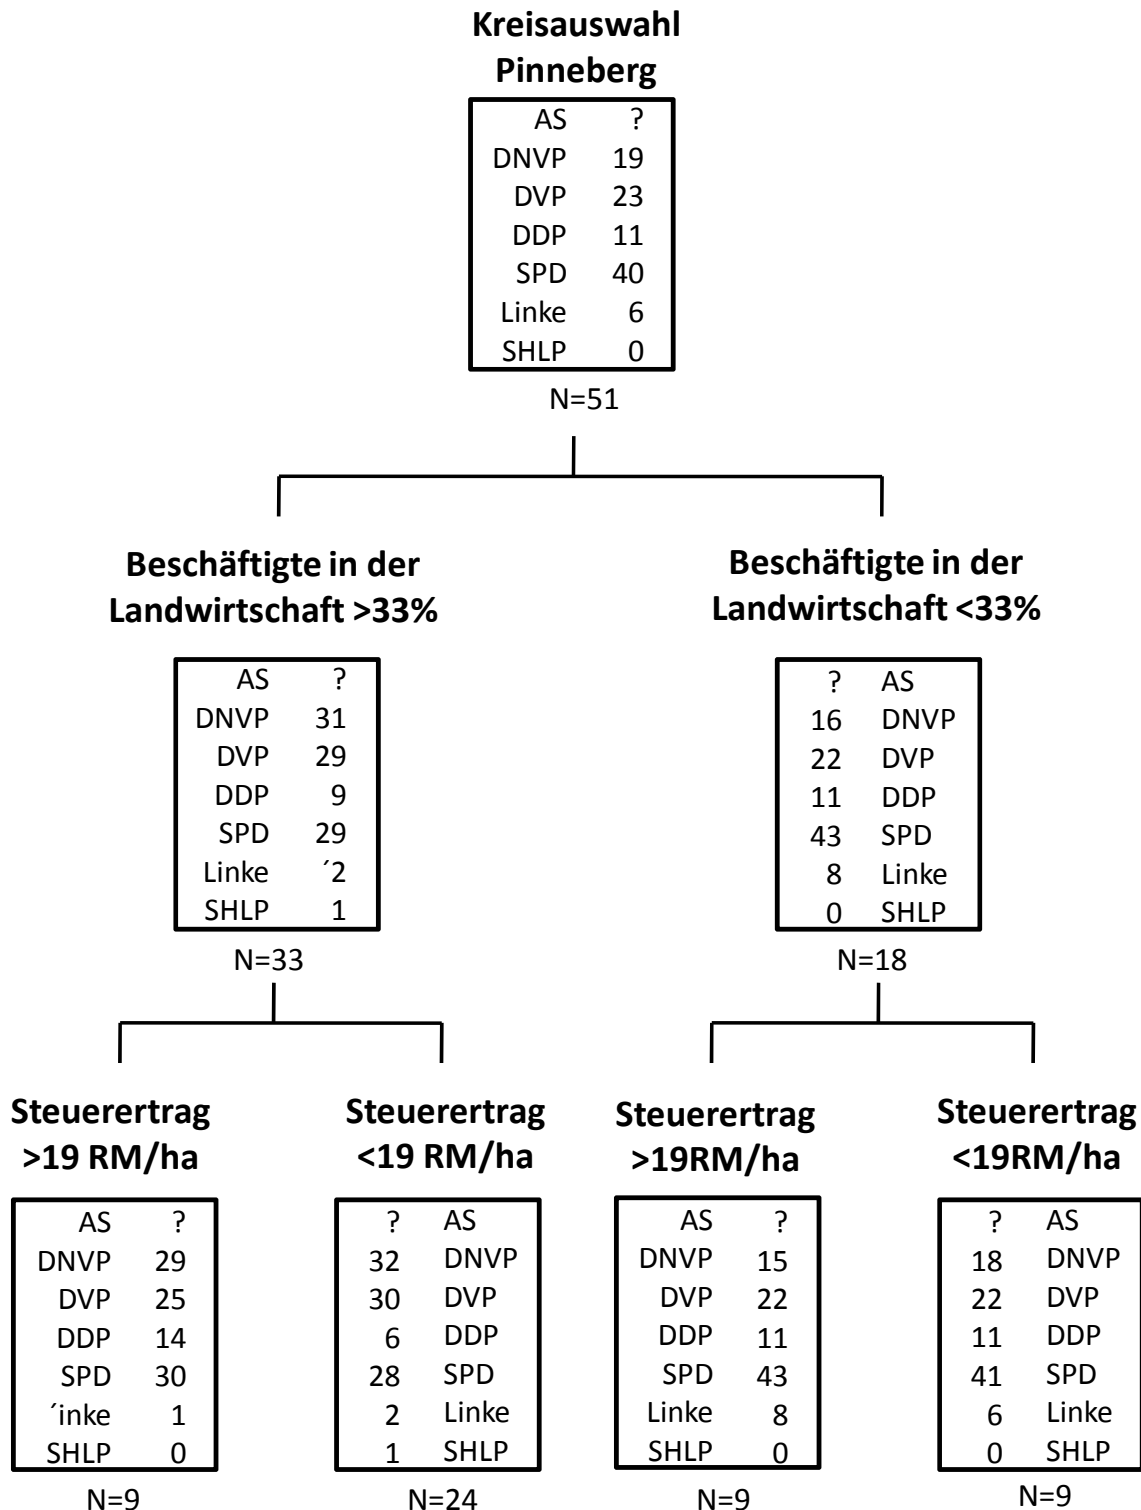 Kreisauswahl
Pinneberg
AS ?
DNVP 19
DVP 23
DDP 11
SPD 40
Linke 6
SHLP 0
N=51
Beschäftigte in der
Landwirtschaft >33%
AS ?
DNVP 31
DVP 29
DDP 9
SPD 29
Linke ´2
SHLP 1
N=33
Beschäftigte in der
Landwirtschaft <33%
? AS
16 DNVP
22 DVP
11 DDP
43 SPD
8 Linke
0 SHLP
N=18
Steuerertrag
>19 RM/ha
AS ?
DNVP 29
DVP 25
DDP 14
SPD 30
´inke 1
SHLP 0
N=9
Steuerertrag
<19 RM/ha
? AS
32 DNVP
30 DVP
6 DDP
28 SPD
2 Linke
1 SHLP
N=24
Steuerertrag
>19RM/ha
AS ?
DNVP 15
DVP 22
DDP 11
SPD 43
Linke 8
SHLP 0
N=9
Steuerertrag
<19RM/ha
? AS
18 DNVP
22 DVP
11 DDP
41 SPD
6 Linke
0 SHLP
N=9